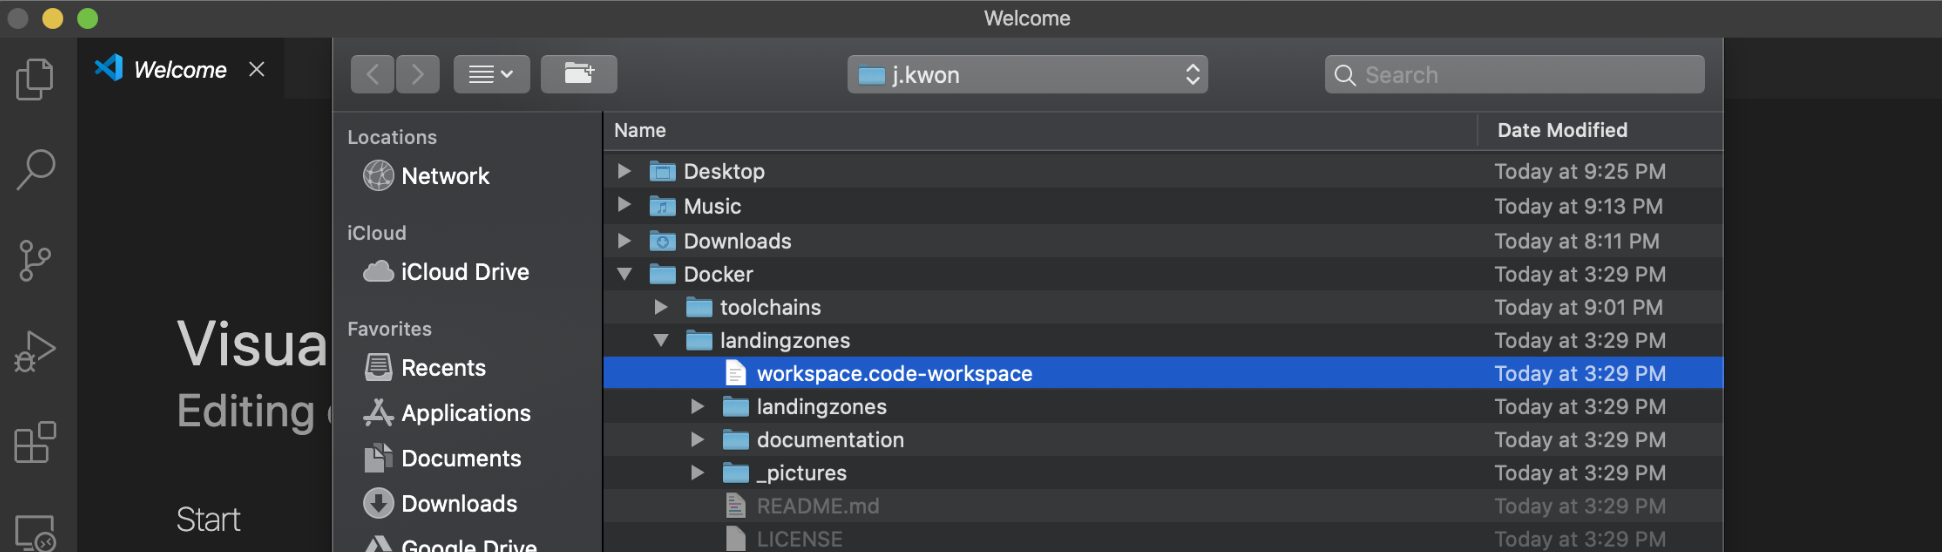 Welcome
Welcome
j.kwon
Search
Locations
Network
iCloud
iCloud Drive
Favorites
Recents
Applications
Documents
Downloads
Google Drive
Name Date Modified
Desktop Today at 9:25 PM
Music Today at 9:13 PM
Downloads Today at 8:11 PM
Docker Today at 3:29 PM
toolchains Today at 9:01 PM
landingzones Today at 3:29 PM
workspace.code-workspace Today at 3:29 PM
landingzones Today at 3:29 PM
documentation Today at 3:29 PM
_pictures Today at 3:29 PM
README.md Today at 3:29 PM
LICENSE Today at 3:29 PM
Visua
Editing
Start